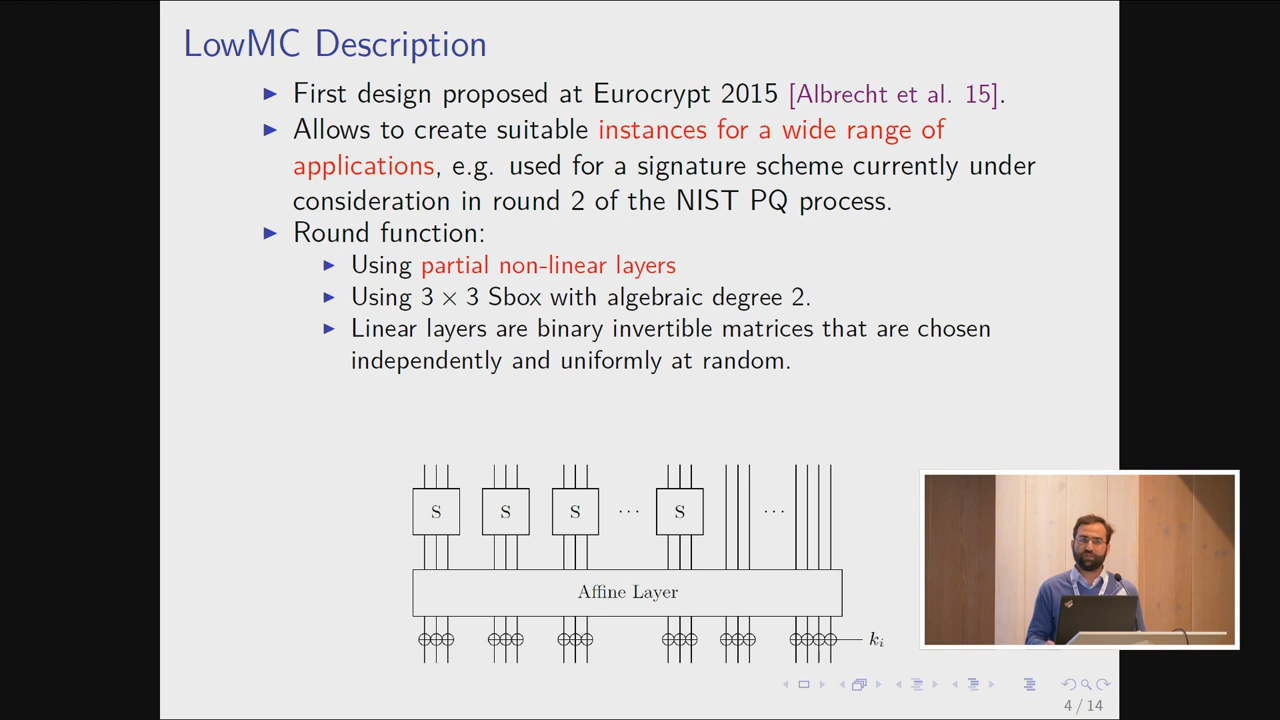 LowMC Description
► First design proposed at Eurocrypt 2015 [Albrecht et al. 15].
► Allows to create suitable instances for a wide range of
applications, e.g. used for a signature scheme currently under
consideration in round 2 of the NIST PQ process.
► Round function:
► Using partial non-linear layers
► Using 3 × 3 Sbox with algebraic degree 2.
► Linear layers are binary invertible matrices that are chosen
independently and uniformly at random.
S S S ... S ...
Affine Layer
k_i
4 / 14